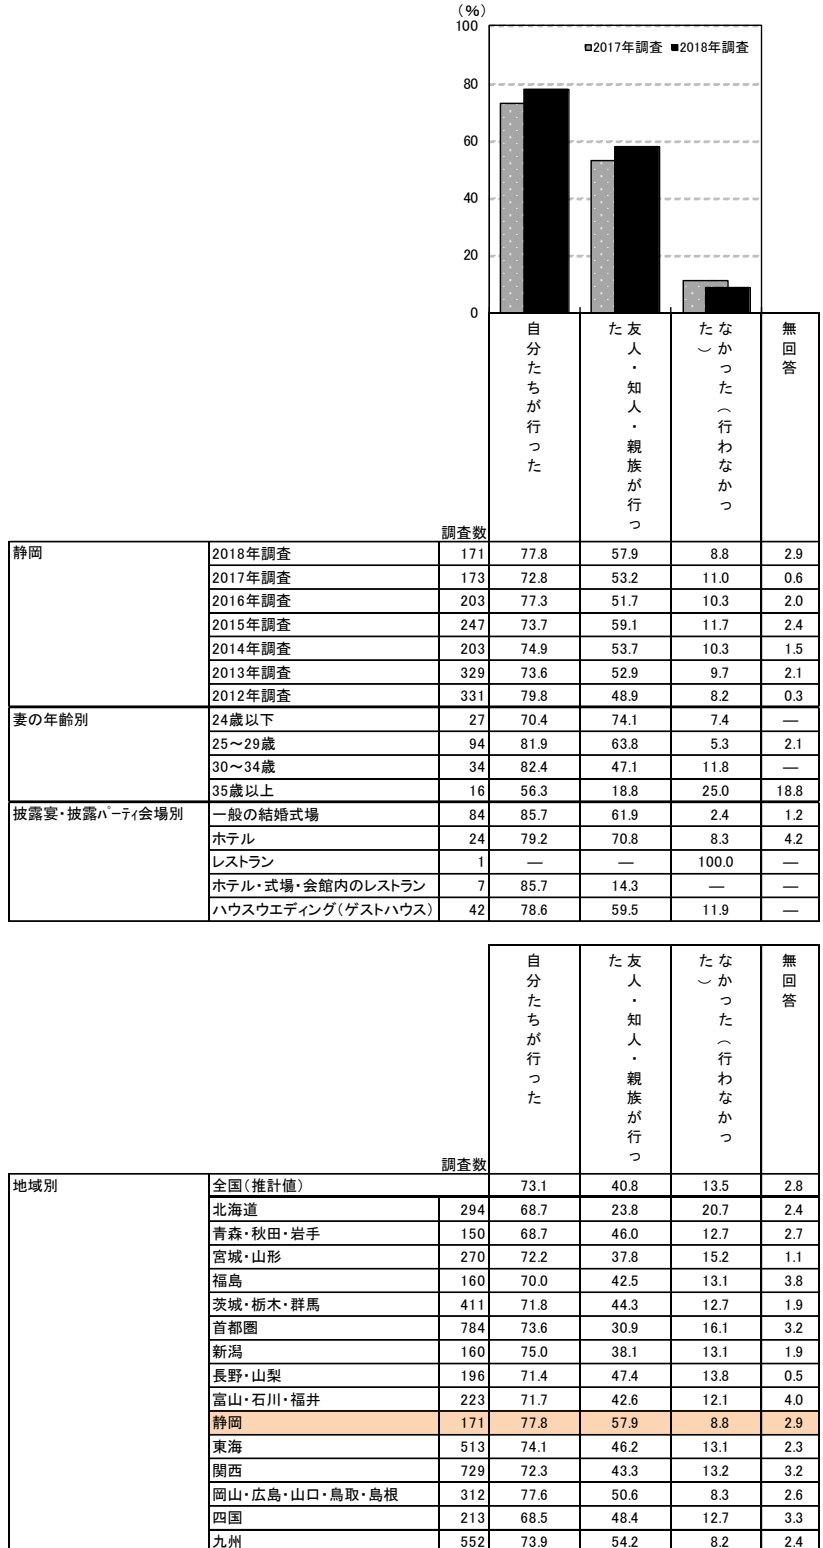 (%)
100
80
60
40
20
0
2017年調査 2018年調査
自分たちが行った
友人・知人・親族が行った
なかった（行わなかった）
無回答
調査数
静岡 2018年調査 171 77.8 57.9 8.8 2.9
2017年調査 173 72.8 53.2 11.0 0.6
2016年調査 203 77.3 51.7 10.3 2.0
2015年調査 247 73.7 59.1 11.7 2.4
2014年調査 203 74.9 53.7 10.3 1.5
2013年調査 329 73.6 52.9 9.7 2.1
2012年調査 331 79.8 48.9 8.2 0.3
妻の年齢別 24歳以下 27 70.4 74.1 7.4 ―
25～29歳 94 81.9 63.8 5.3 2.1
30～34歳 34 82.4 47.1 11.8 ―
35歳以上 16 56.3 18.8 25.0 18.8
披露宴・披露ﾊﾟｰﾃｨ会場別 一般の結婚式場 84 85.7 61.9 2.4 1.2
ホテル 24 79.2 70.8 8.3 4.2
レストラン 1 ― ― 100.0 ―
ホテル・式場・会館内のレストラン 7 85.7 14.3 ― ―
ハウスウエディング(ゲストハウス) 42 78.6 59.5 11.9 ―
自分たちが行った
友人・知人・親族が行った
なかった（行わなかった）
無回答
調査数
地域別 全国(推計値) 73.1 40.8 13.5 2.8
北海道 294 68.7 23.8 20.7 2.4
青森・秋田・岩手 150 68.7 46.0 12.7 2.7
宮城・山形 270 72.2 37.8 15.2 1.1
福島 160 70.0 42.5 13.1 3.8
茨城・栃木・群馬 411 71.8 44.3 12.7 1.9
首都圏 784 73.6 30.9 16.1 3.2
新潟 160 75.0 38.1 13.1 1.9
長野・山梨 196 71.4 47.4 13.8 0.5
富山・石川・福井 223 71.7 42.6 12.1 4.0
静岡 171 77.8 57.9 8.8 2.9
東海 513 74.1 46.2 13.1 2.3
関西 729 72.3 43.3 13.2 3.2
岡山・広島・山口・鳥取・島根 312 77.6 50.6 8.3 2.6
四国 213 68.5 48.4 12.7 3.3
九州 552 73.9 54.2 8.2 2.4